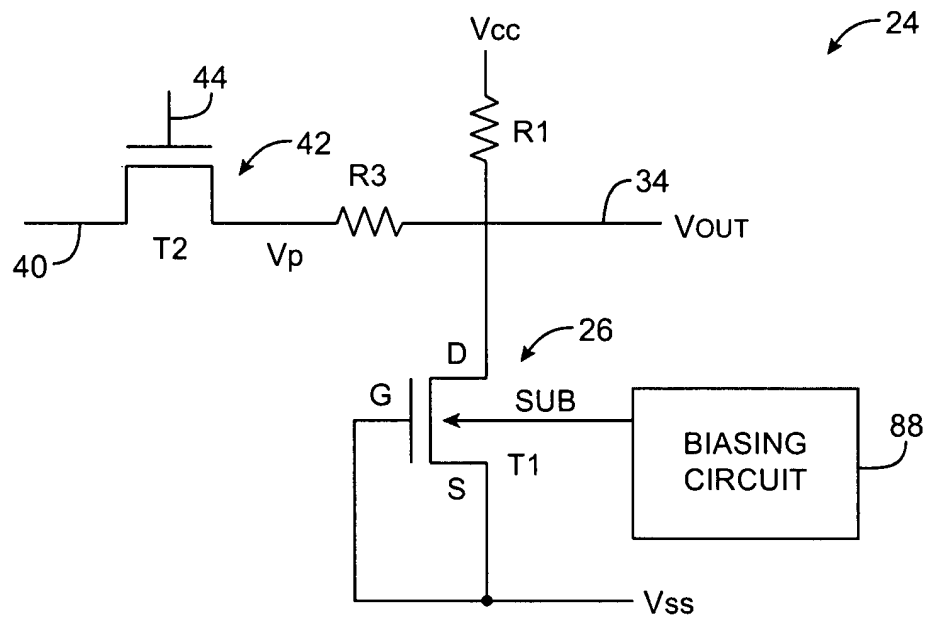 Vcc
24
44
42
R1
R3
34
VOUT
40
T2
Vp
26
D
G
SUB
T1
S
BIASING
CIRCUIT
88
Vss